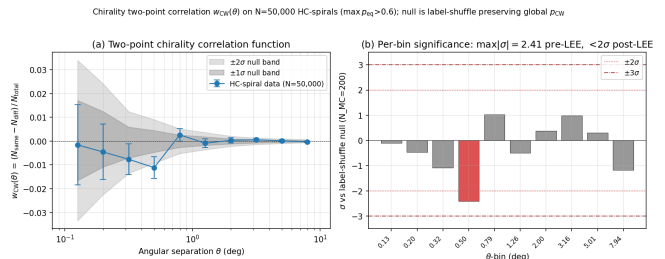 Chirality two-point correlation w_CW(θ) on N=50,000 HC-spirals (max p_eq>0.6); null is label-shuffle preserving global p_CW
(a) Two-point chirality correlation function
±2σ null band
±1σ null band
HC-spiral data (N=50,000)
0.03
0.02
0.01
0.00
−0.01
−0.02
−0.03
w_CW(θ) = (N_same − N_diff)/N_total
10⁻¹
10⁰
10¹
Angular separation θ (deg)
(b) Per-bin significance: max|σ| = 2.41 pre-LEE, <2σ post-LEE
±2σ
±3σ
3
2
1
0
−1
−2
−3
σ vs label-shuffle null (N_MC=200)
0.13
0.20
0.32
0.50
0.79
1.26
2.00
3.16
5.01
7.94
θ-bin (deg)